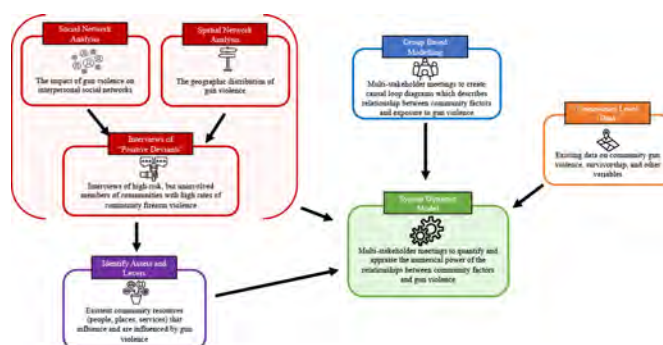 Social Network
Analysis
The impact of gun violence on
interpersonal social networks
Spatial Network
Analysis
The geographic distribution of
gun violence
Interviews of
"Positive Deviants"
Interviews of high-risk, but uninvolved
members of communities with high rates of
community firearm violence
Identify Assets and
Levers
Existent community resources
(people, places, services) that
influence and are influenced by gun
violence
Group Based
Modelling
Multi-stakeholder meetings to create
causal loop diagrams which describes
relationship between community factors
and exposure to gun violence
Community Level
Data
Existing data on community gun
violence, survivorship, and other
variables
System Dynamic
Model
Multi-stakeholder meetings to quantify and
appraise the numerical power of the
relationships between community factors
and gun violence